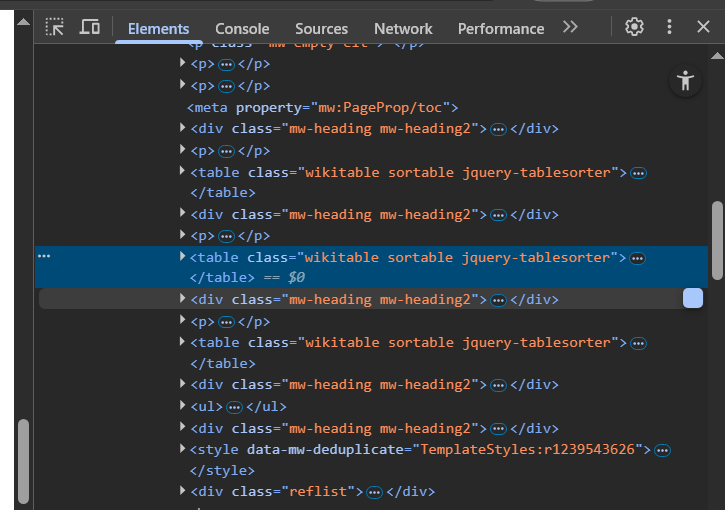 Elements Console Sources Network Performance
<p class="mw-empty-elt"> </p>
<p> … </p>
<p> … </p>
<meta property="mw:PageProp/toc">
<div class="mw-heading mw-heading2"> … </div>
<p> … </p>
<table class="wikitable sortable jquery-tablesorter"> …
</table>
<div class="mw-heading mw-heading2"> … </div>
<p> … </p>
<table class="wikitable sortable jquery-tablesorter"> …
</table> == $0
<div class="mw-heading mw-heading2"> … </div>
<p> … </p>
<table class="wikitable sortable jquery-tablesorter"> …
</table>
<div class="mw-heading mw-heading2"> … </div>
<ul> … </ul>
<div class="mw-heading mw-heading2"> … </div>
<style data-mw-deduplicate="TemplateStyles:r1239543626"> …
</style>
<div class="reflist"> … </div>